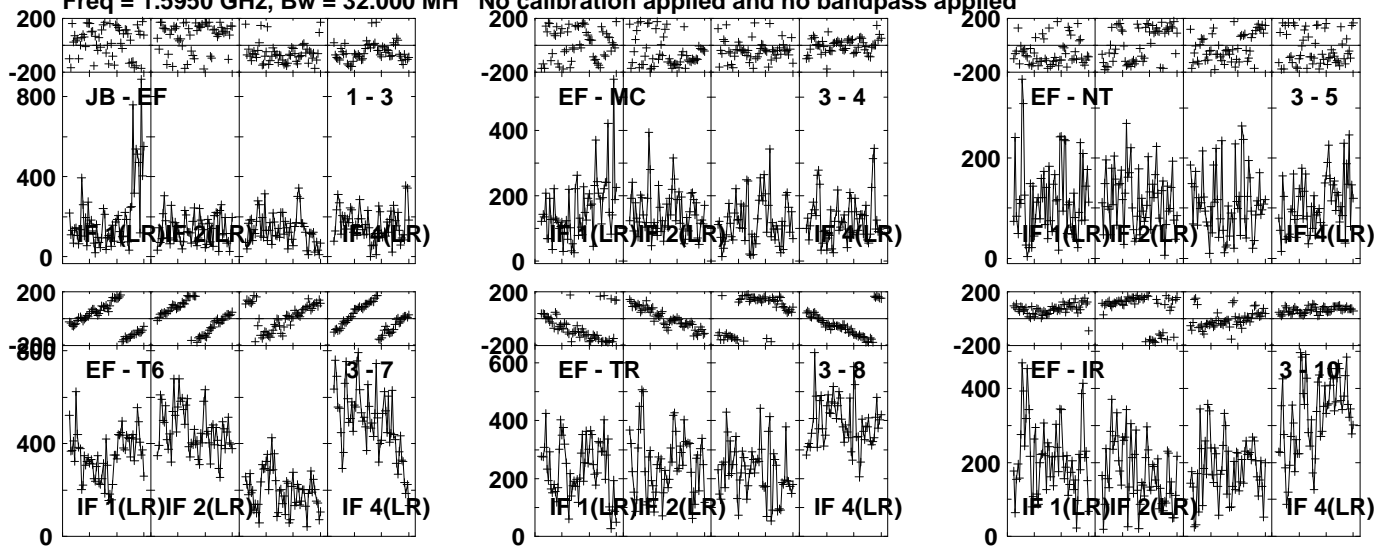 Freq = 1.5950 GHz, Bw = 32.000 MH No calibration applied and no bandpass applied
200
-200
800
400
0
JB - EF 1 - 3
IF 1(LR) IF 2(LR) IF 4(LR)
200
-200
400
200
0
EF - MC 3 - 4
IF 1(LR) IF 2(LR) IF 4(LR)
200
-200
200
0
EF - NT 3 - 5
IF 1(LR) IF 2(LR) IF 4(LR)
200
-200
800
400
0
EF - T6 3 - 7
IF 1(LR) IF 2(LR) IF 4(LR)
200
-200
600
400
200
0
EF - TR 3 - 8
IF 1(LR) IF 2(LR) IF 4(LR)
200
-200
400
200
0
EF - IR 3 - 10
IF 1(LR) IF 2(LR) IF 4(LR)